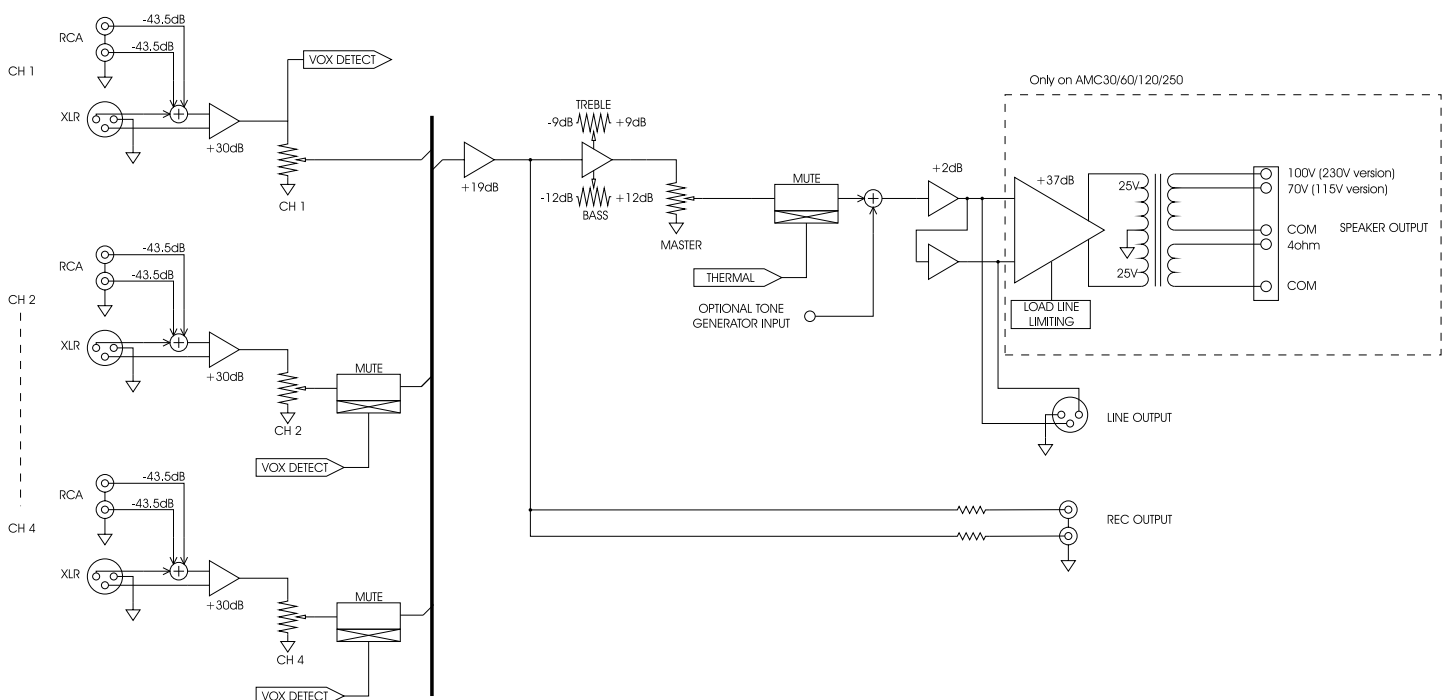 -43.5dB
RCA
-43.5dB
VOX DETECT
CH 1
XLR
+30dB
CH 1
TREBLE
-9dB +9dB
-12dB +12dB
BASS
+19dB
MASTER
MUTE
THERMAL
OPTIONAL TONE
GENERATOR INPUT
+2dB
Only on AMC30/60/120/250
+37dB
25V
25V
LOAD LINE
LIMITING
100V (230V version)
70V (115V version)
COM
SPEAKER OUTPUT
4ohm
COM
-43.5dB
RCA
-43.5dB
CH 2
XLR
+30dB
MUTE
CH 2
VOX DETECT
LINE OUTPUT
-43.5dB
RCA
-43.5dB
CH 4
REC OUTPUT
XLR
+30dB
MUTE
CH 4
VOX DETECT